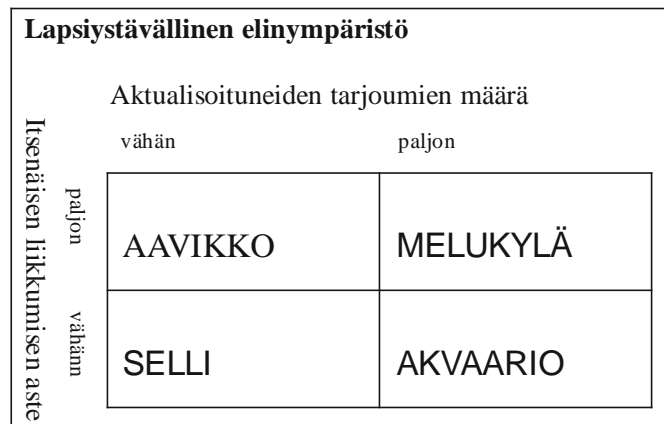 Lapsiystävällinen elinympäristö
Aktualisoituneiden tarjoumien määrä
vähän paljon
Itsenäisen liikkumisen aste
paljon
AAVIKKO MELUKYLÄ
vähänn
SELLI AKVAARIO